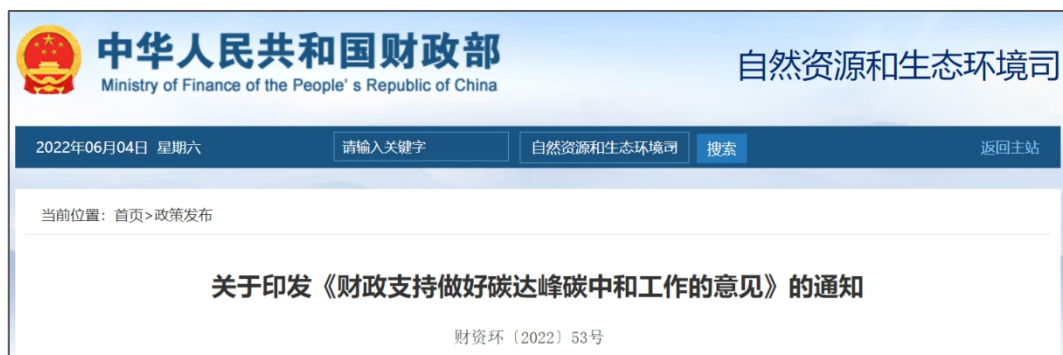 中华人民共和国财政部
Ministry of Finance of the People' s Republic of China
自然资源和生态环境司
2022年06月04日 星期六 请输入关键字 自然资源和生态环境司 搜索 返回主站
当前位置：首页>政策发布
关于印发《财政支持做好碳达峰碳中和工作的意见》的通知
财资环〔2022〕53号